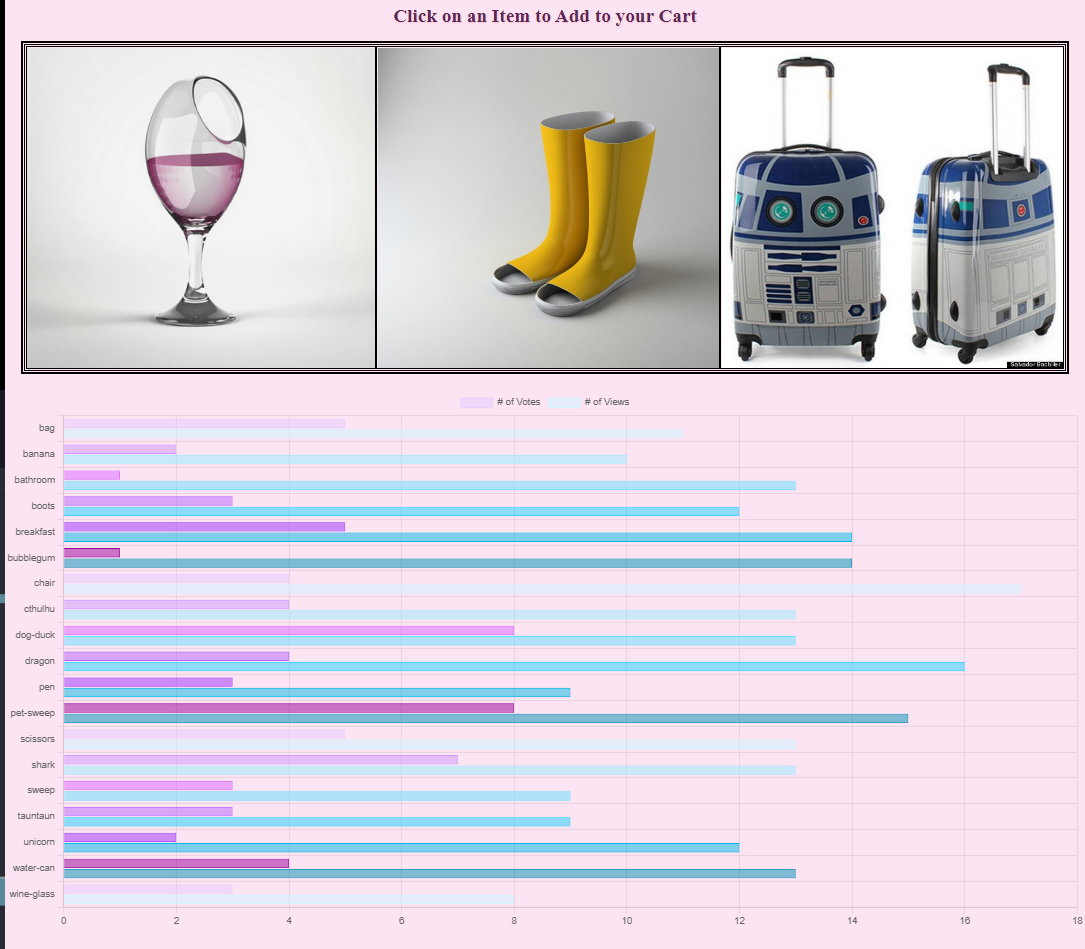 Click on an Item to Add to your Cart
Salvador Bachiller
# of Votes # of Views
bag
banana
bathroom
boots
breakfast
bubblegum
chair
cthulhu
dog-duck
dragon
pen
pet-sweep
scissors
shark
sweep
tauntaun
unicorn
water-can
wine-glass
0 2 4 6 8 10 12 14 16 18